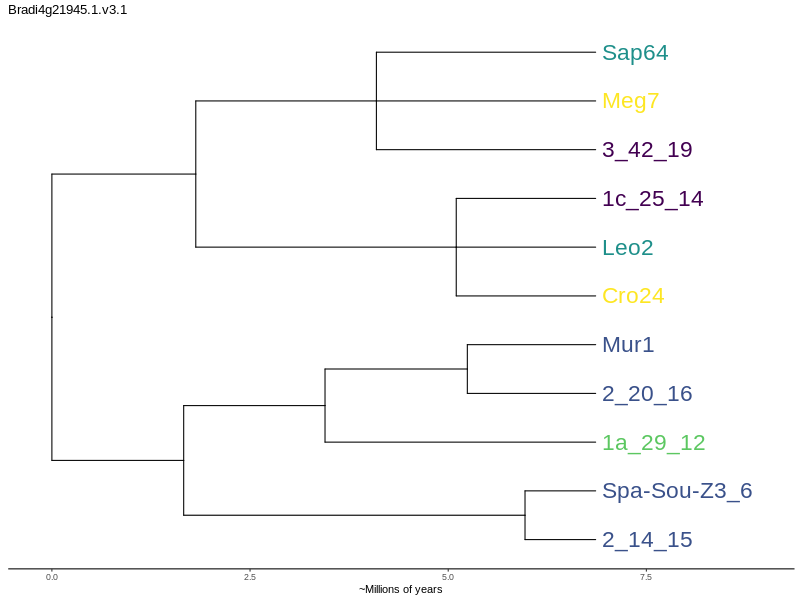 Bradi4g21945.1.v3.1
Sap64
Meg7
3_42_19
1c_25_14
Leo2
Cro24
Mur1
2_20_16
1a_29_12
Spa-Sou-Z3_6
2_14_15
0.0 2.5 5.0 7.5
~Millions of years